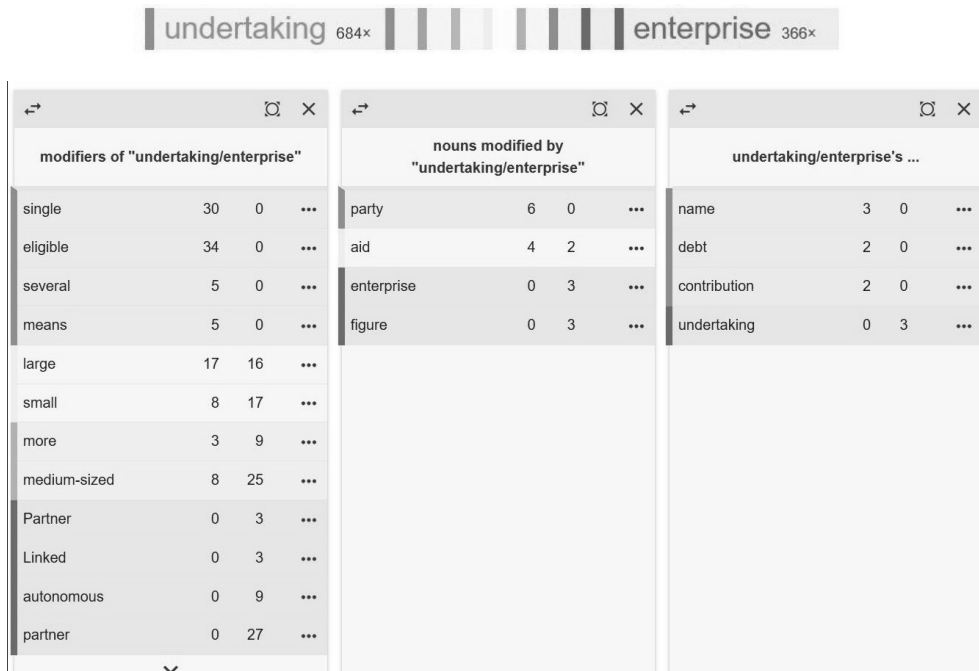 undertaking 684× enterprise 366×
modifiers of "undertaking/enterprise"
single 30 0
eligible 34 0
several 5 0
means 5 0
large 17 16
small 8 17
more 3 9
medium-sized 8 25
Partner 0 3
Linked 0 3
autonomous 0 9
partner 0 27
nouns modified by
"undertaking/enterprise"
party 6 0
aid 4 2
enterprise 0 3
figure 0 3
undertaking/enterprise's ...
name 3 0
debt 2 0
contribution 2 0
undertaking 0 3